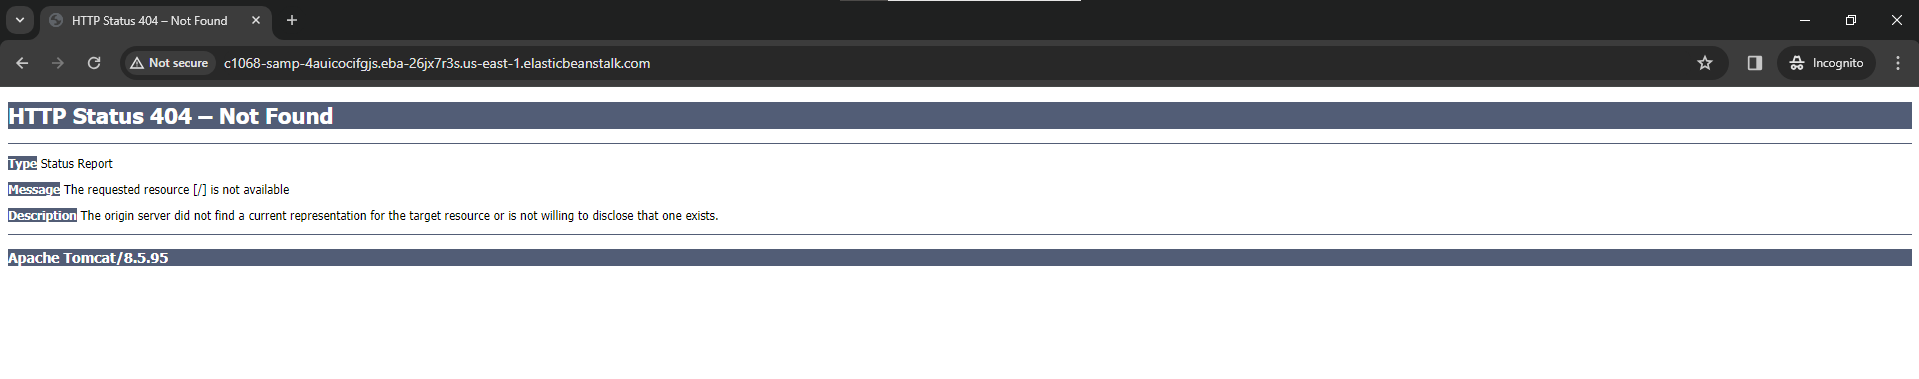 HTTP Status 404 – Not Found
Not secure c1068-samp-4auicocifgjs.eba-26jx7r3s.us-east-1.elasticbeanstalk.com Incognito
HTTP Status 404 – Not Found
Type Status Report
Message The requested resource [/] is not available
Description The origin server did not find a current representation for the target resource or is not willing to disclose that one exists.
Apache Tomcat/8.5.95